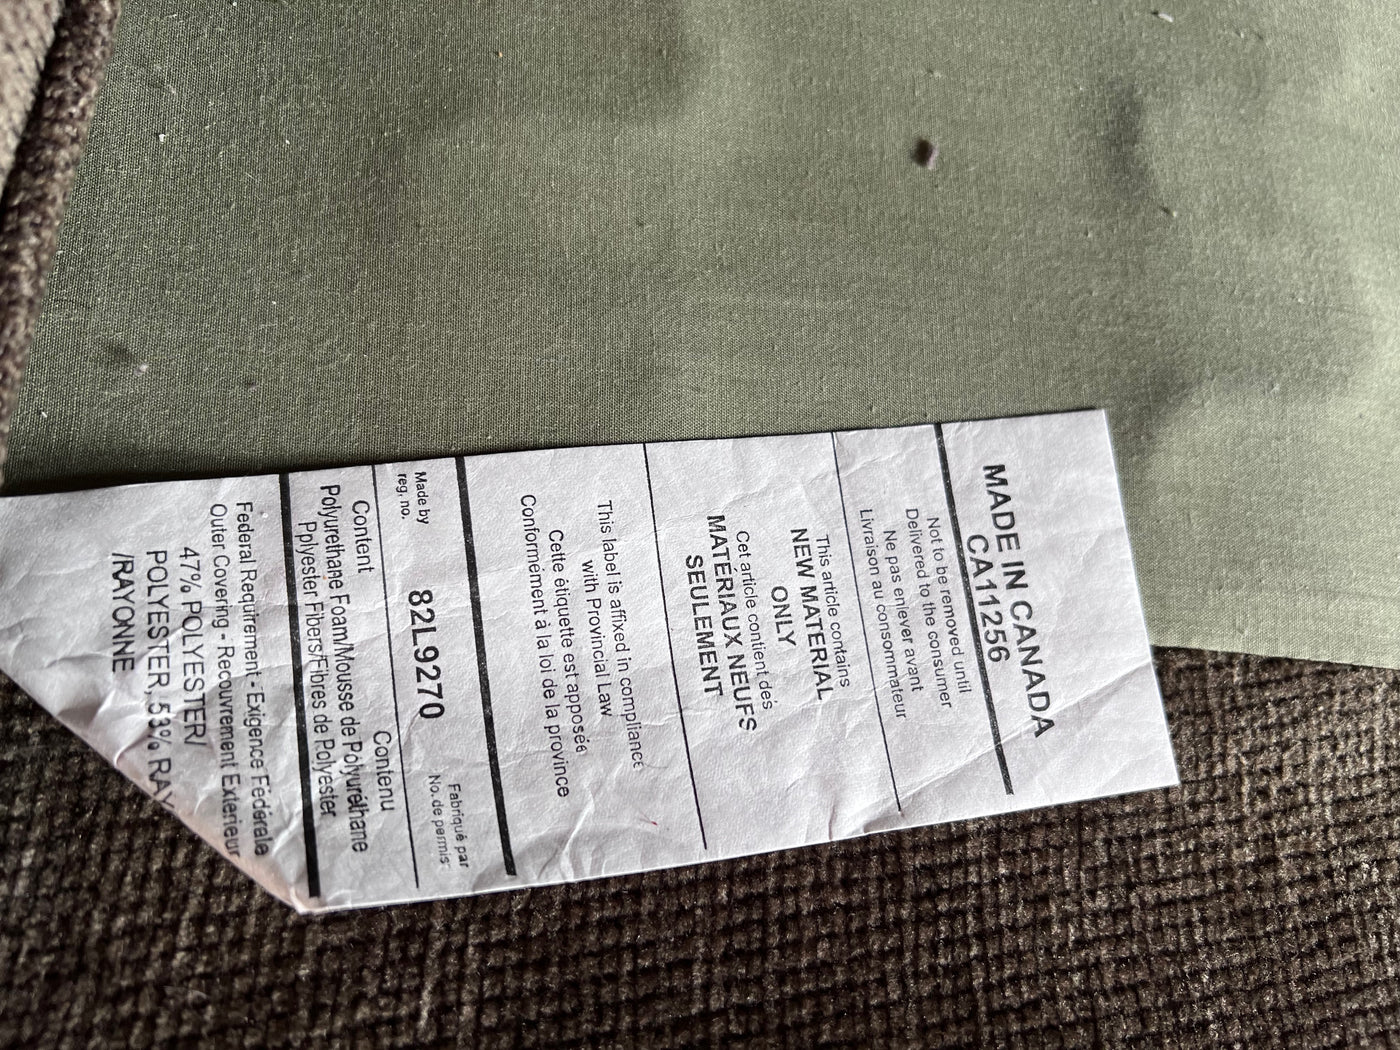 MADE IN CANADA
CA11256
Not to be removed until
Delivered to the consumer
Ne pas enlever avant
Livraison au consommateur
This article contains
NEW MATERIAL
ONLY
Cet article contient des
MATÉRIAUX NEUFS
SEULEMENT
This label is affixed in compliance
with Provincial Law
Cette étiquette est apposée
Conformément à la loi de la province
Made by
reg. no.
82L9270
Fabriqué par
No. de permis
Content Contenu
Polyurethane Foam/Mousse de Polyuréthane
Pplyester Fibers/Fibres de Polyester
Federal Requirement - Exigence Fédérale
Outer Covering - Recouvrement Exterieur
47% POLYESTER/
POLYESTER, 53% RAY
/RAYONNE